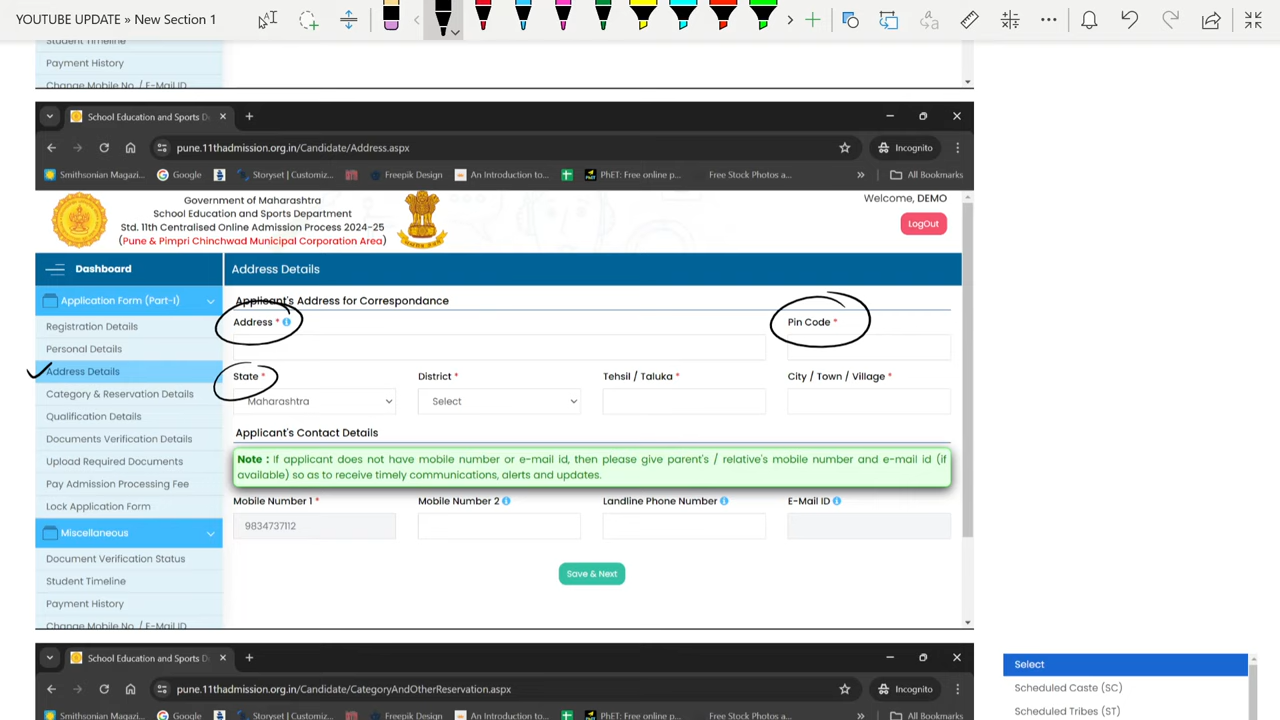 YOUTUBE UPDATE » New Section 1
Student Timeline
Payment History
Change Mobile No. / E-Mail ID
School Education and Sports D
pune.11thadmission.org.in/Candidate/Address.aspx
Incognito
Smithsonian Magazi...
Google
Storyset | Customiz...
Freepik Design
An Introduction to...
PhET: Free online p...
Free Stock Photos a...
»
All Bookmarks
Government of Maharashtra
School Education and Sports Department
Std. 11th Centralised Online Admission Process 2024-25
(Pune & Pimpri Chinchwad Municipal Corporation Area)
Welcome, DEMO
LogOut
Dashboard
Address Details
Application Form (Part-I)
Registration Details
Personal Details
Address Details
Category & Reservation Details
Qualification Details
Documents Verification Details
Upload Required Documents
Pay Admission Processing Fee
Lock Application Form
Miscellaneous
Document Verification Status
Student Timeline
Payment History
Change Mobile No. / E-Mail ID
Applicant's Address for Correspondance
Address *
Pin Code *
State * District * Tehsil / Taluka * City / Town / Village *
Maharashtra Select
Applicant's Contact Details
Note : If applicant does not have mobile number or e-mail id, then please give parent's / relative's mobile number and e-mail id (if
available) so as to receive timely communications, alerts and updates.
Mobile Number 1 * Mobile Number 2 Landline Phone Number E-Mail ID
9834737112
Save & Next
School Education and Sports D
pune.11thadmission.org.in/Candidate/CategoryAndOtherReservation.aspx
Incognito
Smithsonian Magazi...
Google
Storyset | Customiz...
Freepik Design
An Introduction to...
PhET: Free online p...
Free Stock Photos a...
»
All Bookmarks
Select
Scheduled Caste (SC)
Scheduled Tribes (ST)